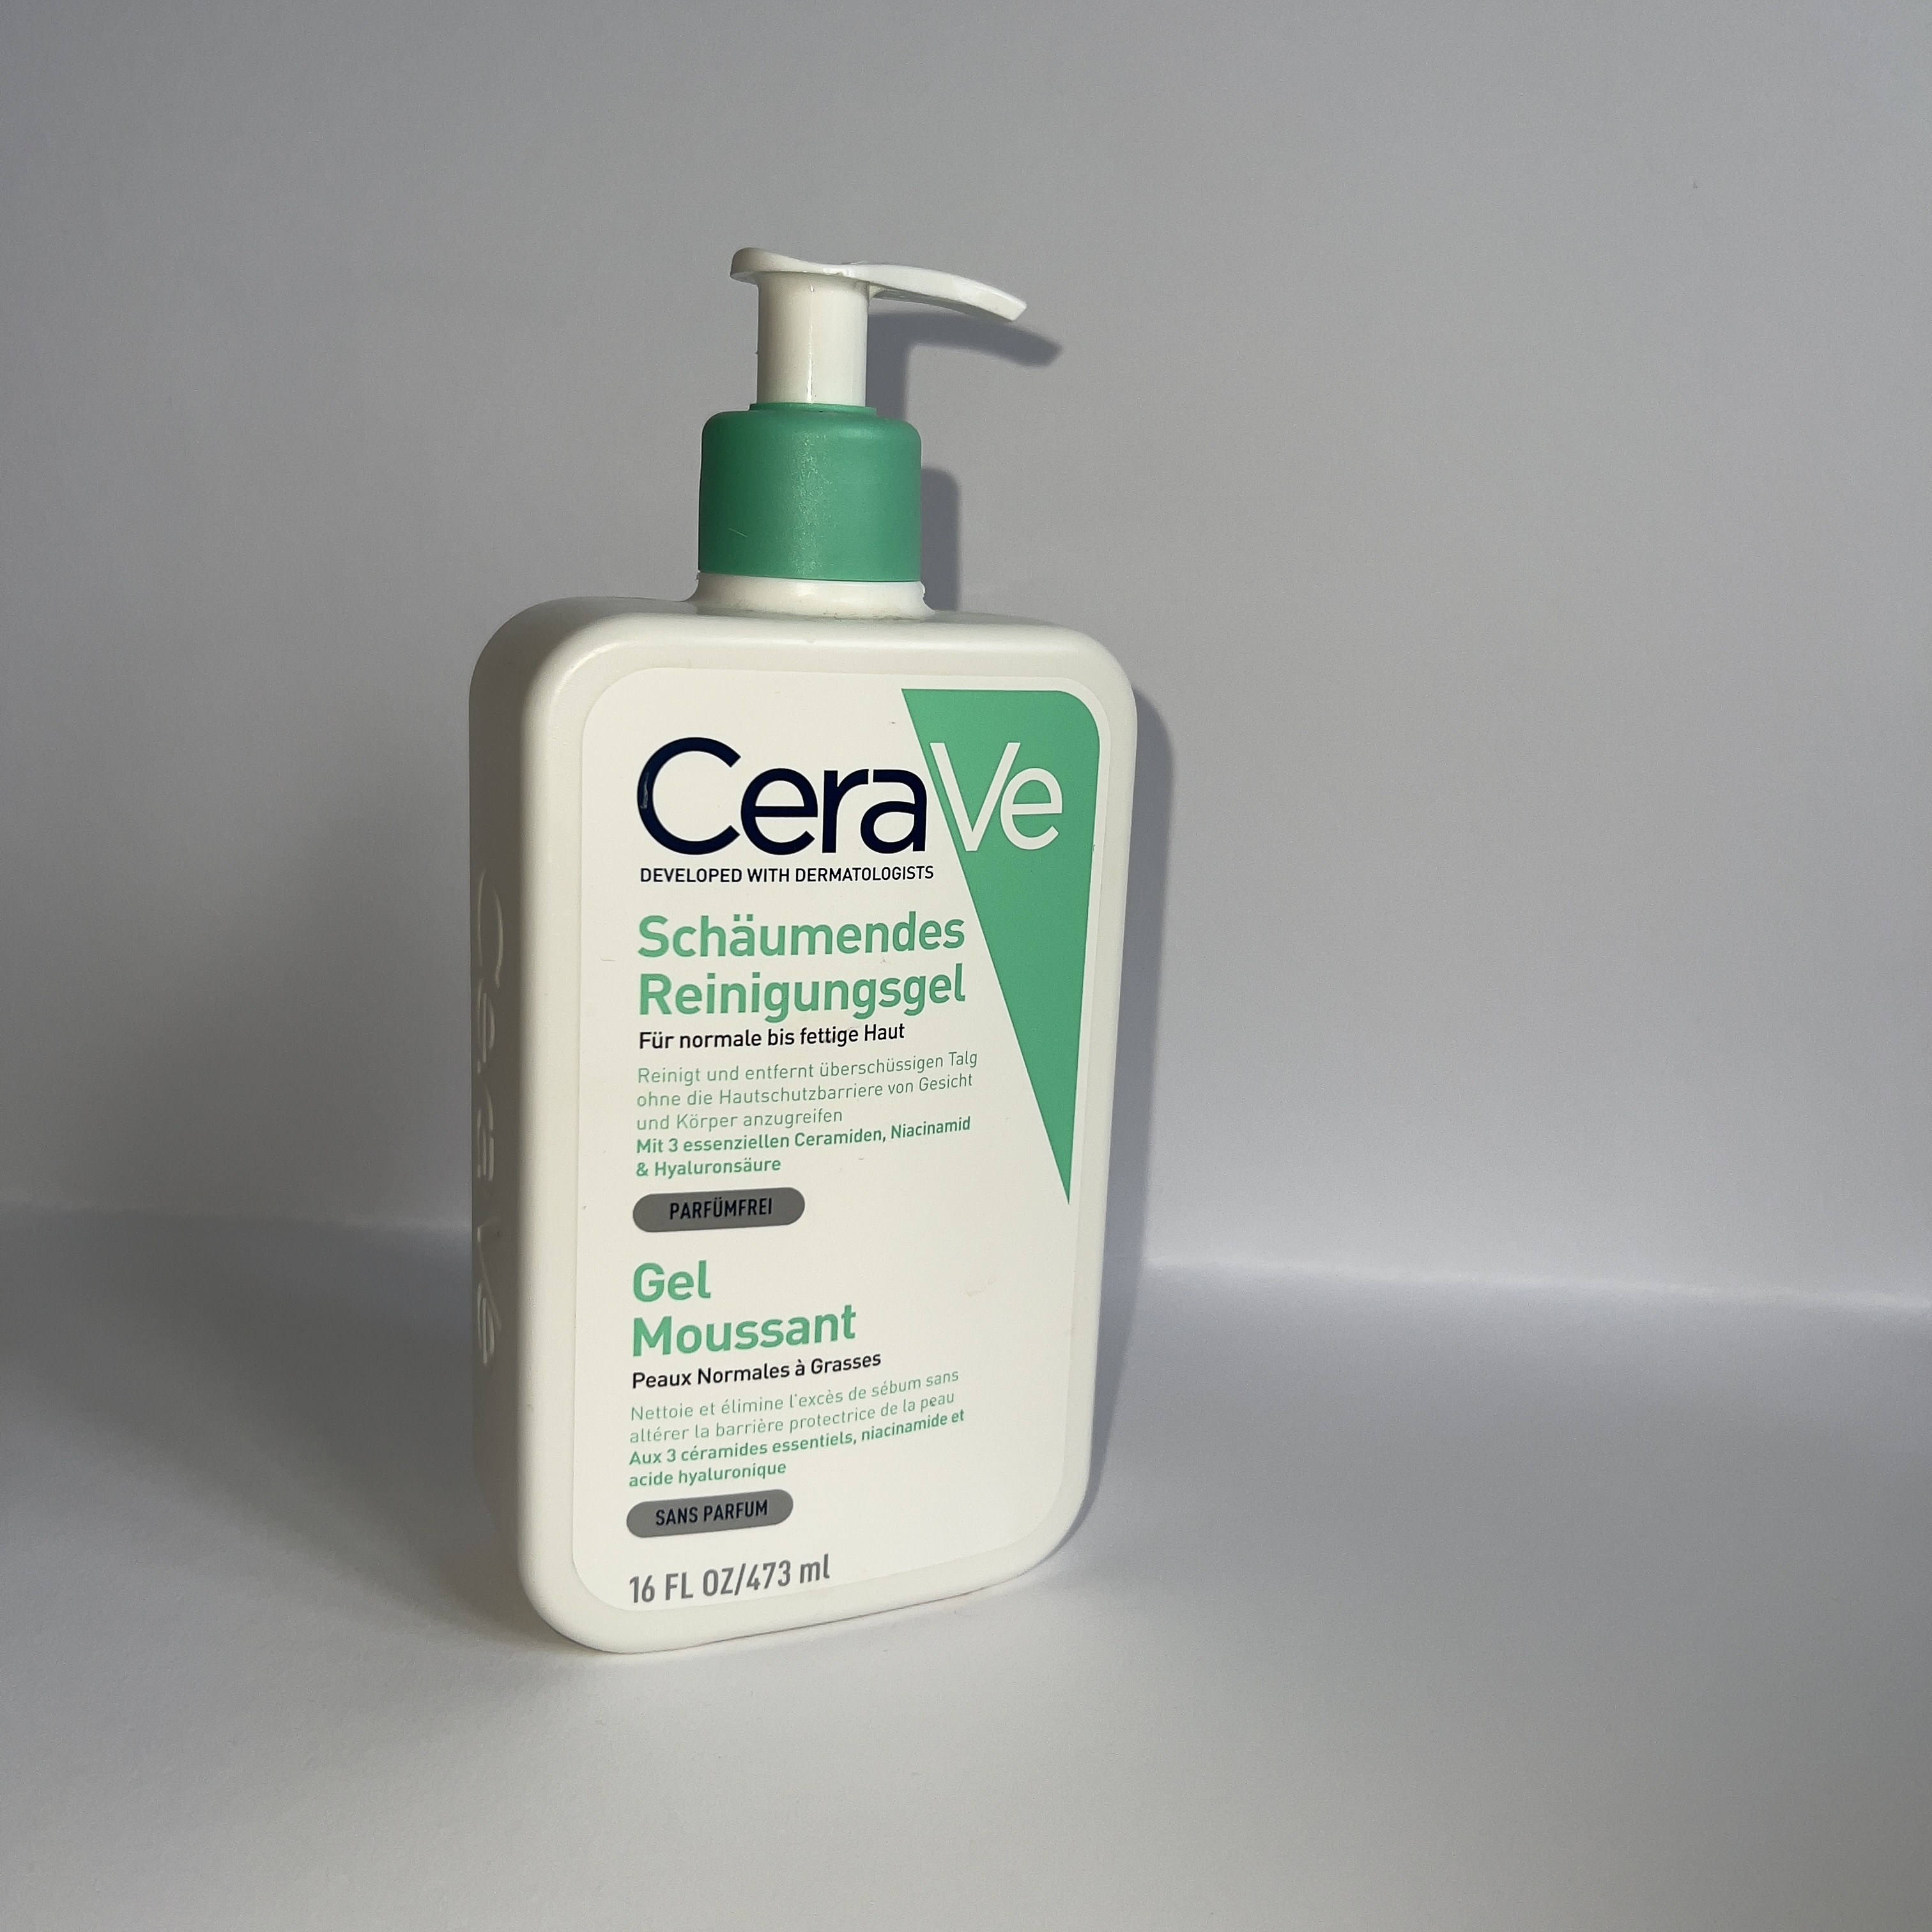 CeraVe
DEVELOPED WITH DERMATOLOGISTS
Schäumendes
Reinigungsgel
Für normale bis fettige Haut
Reinigt und entfernt überschüssigen Talg
ohne die Hautschutzbarriere von Gesicht
und Körper anzugreifen
Mit 3 essenziellen Ceramiden, Niacinamid
& Hyaluronsäure
PARFÜMFREI
Gel
Moussant
Peaux Normales à Grasses
Nettoie et élimine l'excès de sébum sans
altérer la barrière protectrice de la peau
Aux 3 céramides essentiels, niacinamide et
acide hyaluronique
SANS PARFUM
16 FL OZ/473 ml
CeraVe